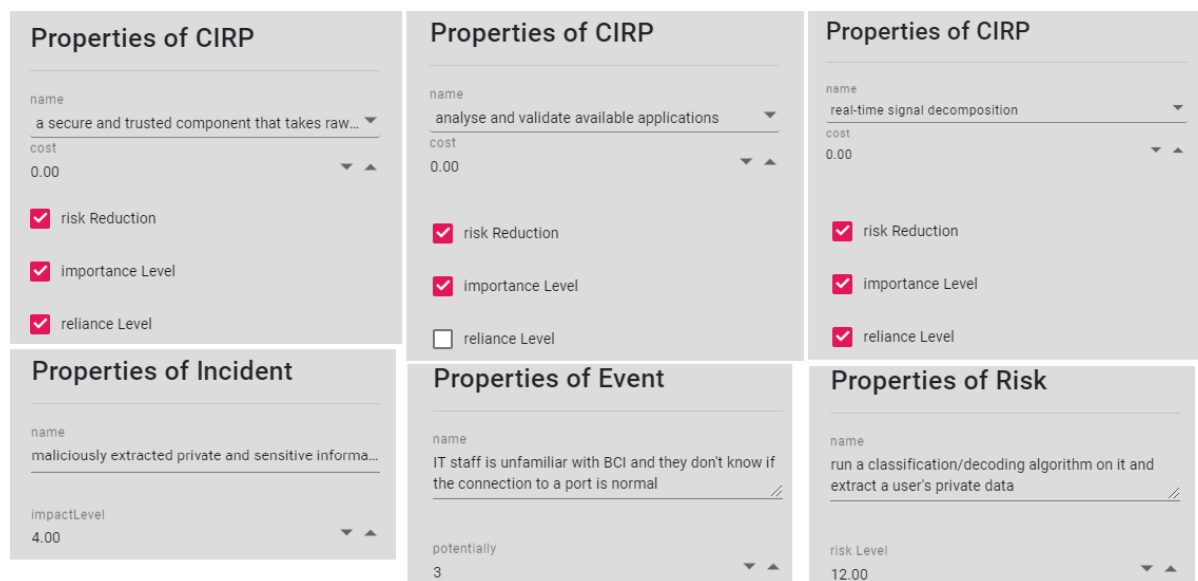 Properties of CIRP
name
a secure and trusted component that takes raw...
cost
0.00
risk Reduction
importance Level
reliance Level
Properties of CIRP
name
analyse and validate available applications
cost
0.00
risk Reduction
importance Level
reliance Level
Properties of CIRP
name
real-time signal decomposition
cost
0.00
risk Reduction
importance Level
reliance Level
Properties of Incident
name
maliciously extracted private and sensitive informa...
impactLevel
4.00
Properties of Event
name
IT staff is unfamiliar with BCI and they don't know if
the connection to a port is normal
potentially
3
Properties of Risk
name
run a classification/decoding algorithm on it and
extract a user's private data
risk Level
12.00